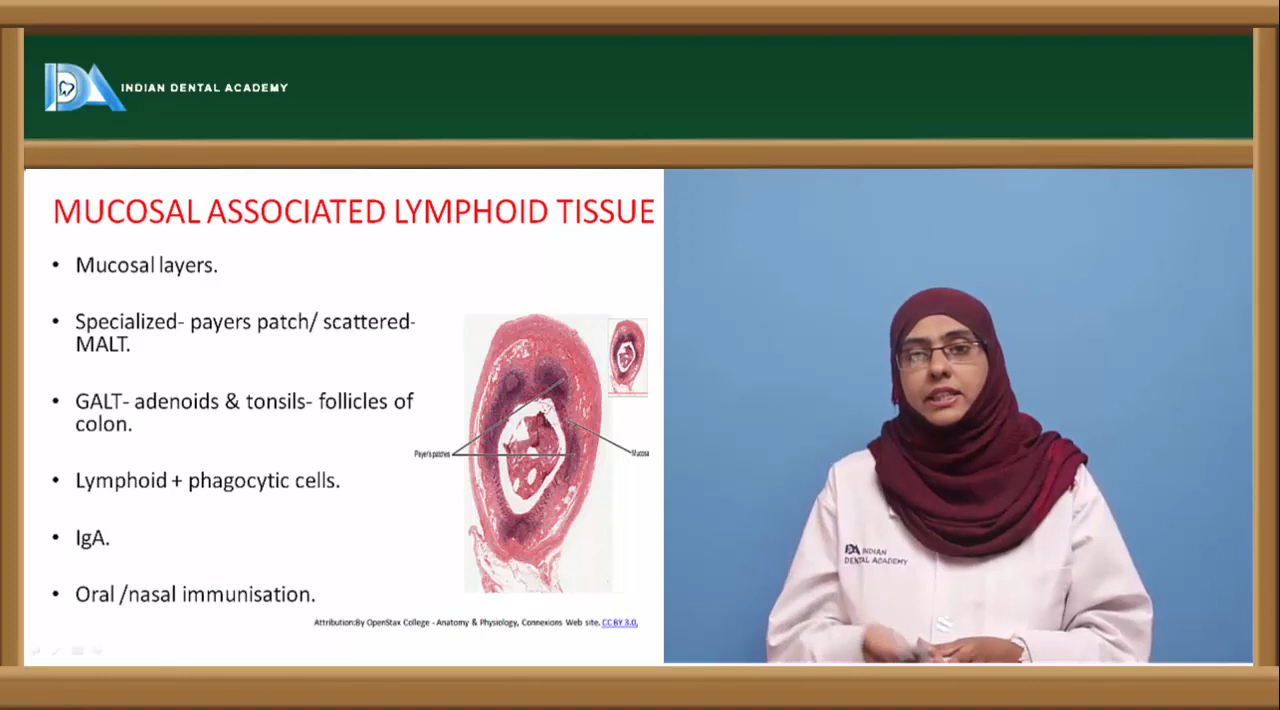 IDA INDIAN DENTAL ACADEMY
MUCOSAL ASSOCIATED LYMPHOID TISSUE
• Mucosal layers.
• Specialized- payers patch/ scattered-
MALT.
• GALT- adenoids & tonsils- follicles of
colon.
• Lymphoid + phagocytic cells.
• IgA.
• Oral /nasal immunisation.
Payer's patches
Mucosa
Attribution:By OpenStax College - Anatomy & Physiology, Connexions Web site. CC BY 3.0,
IDA INDIAN
DENTAL ACADEMY